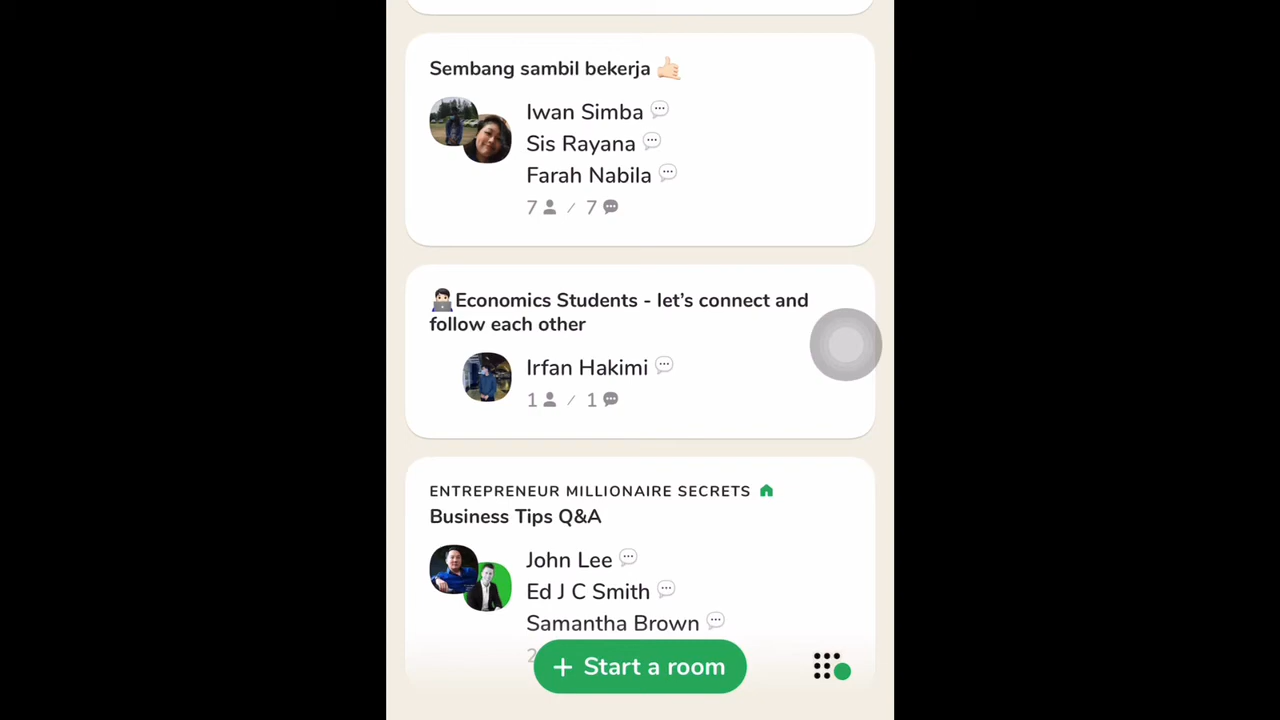 Sembang sambil bekerja 🤙🏻
Iwan Simba
Sis Rayana
Farah Nabila
7 / 7
🧑🏻‍💻Economics Students - let’s connect and
follow each other
Irfan Hakimi
1 / 1
ENTREPRENEUR MILLIONAIRE SECRETS
Business Tips Q&A
John Lee
Ed J C Smith
Samantha Brown
+ Start a room